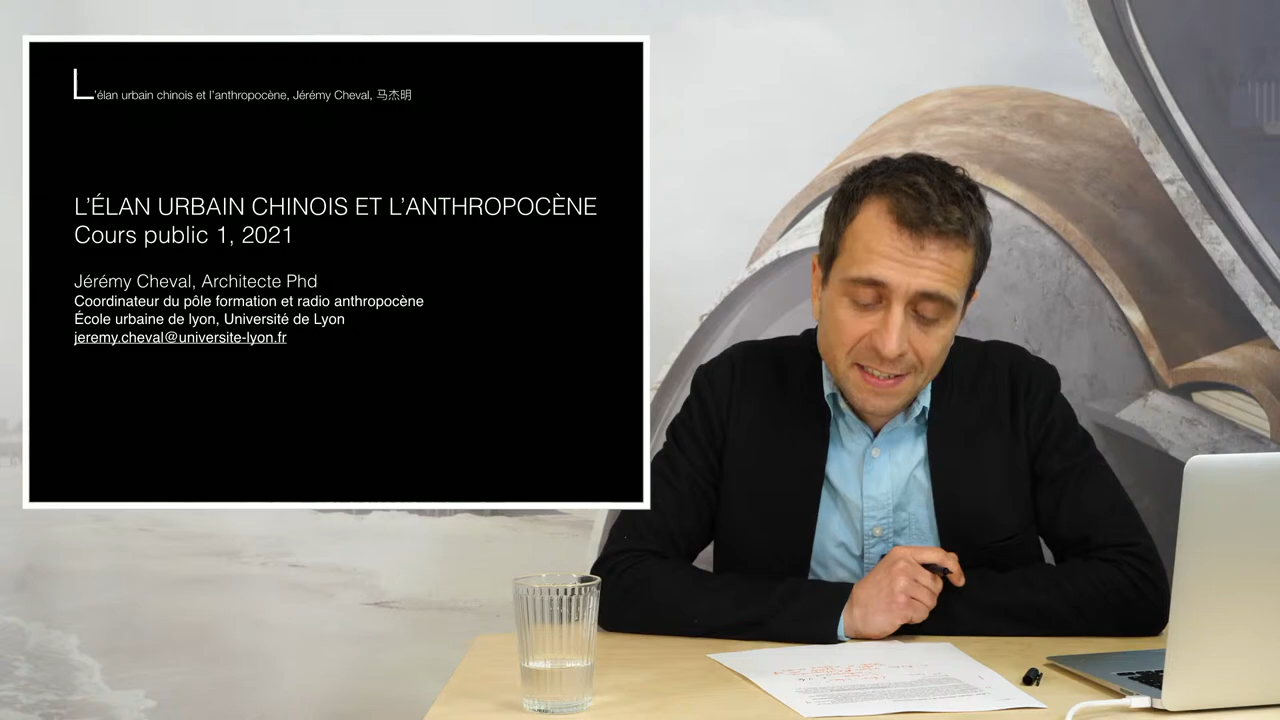 L'élan urbain chinois et l'anthropocène, Jérémy Cheval, 马杰明
L'ÉLAN URBAIN CHINOIS ET L'ANTHROPOCÈNE
Cours public 1, 2021
Jérémy Cheval, Architecte Phd
Coordinateur du pôle formation et radio anthropocène
École urbaine de lyon, Université de Lyon
jeremy.cheval@universite-lyon.fr